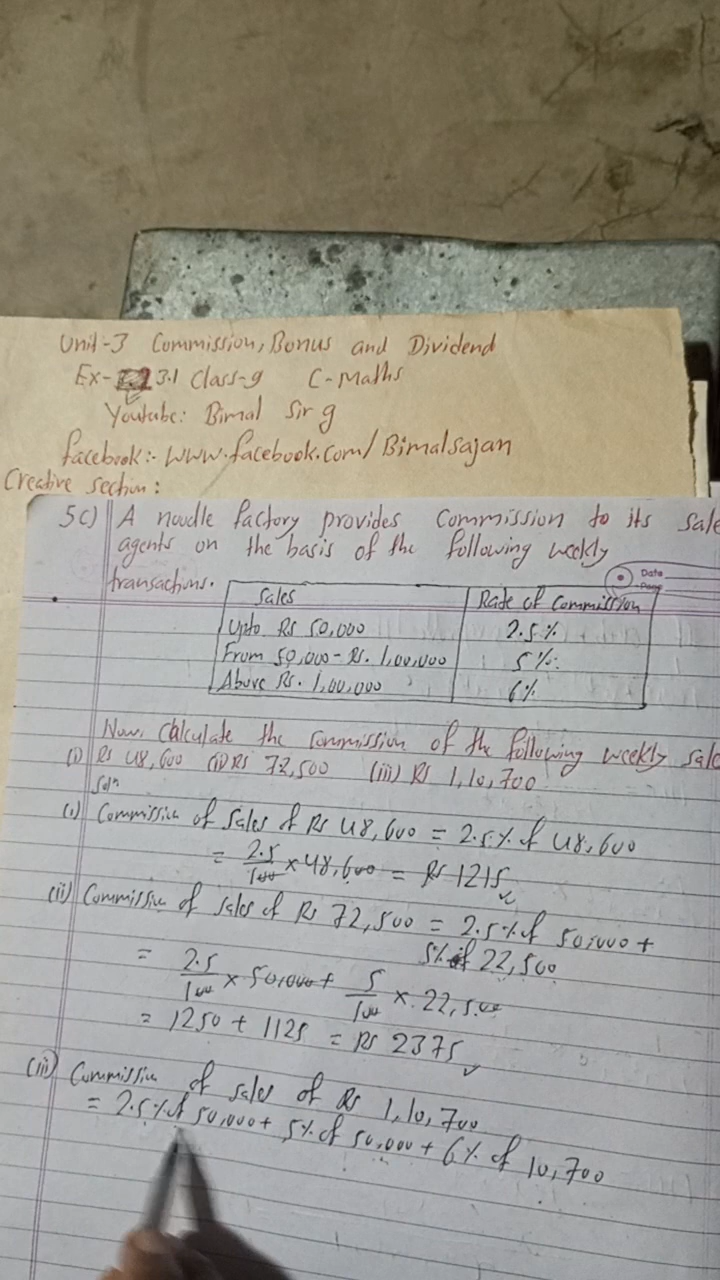 Unit-3 Commission, Bonus and Dividend
Ex- 3.1 Class-9 C-Maths
Youtube: Bimal Sir g
facebook:- www.facebook.com/Bimalsajan
Creative section:
5c) A noodle factory provides Commission to its sale
agents on the basis of the following weekly
transactions.
Date
Page
Sales Rate of Commission
Upto Rs 50,000 2.5%
From 50,000 - Rs. 1,00,000 5%
Above Rs. 1,00,000 6%
Now, Calculate the Commission of the following weekly sale
(i) Rs 48,600 (ii) Rs 72,500 (iii) Rs 1,10,700
Soln
(i) Commission of sales of Rs 48,600 = 2.5% of 48,600
= 2.5/100 × 48,600 = Rs 1215
(ii) Commission of sales of Rs 72,500 = 2.5% of 50,000 +
5% of 22,500
= 2.5/100 × 50,000 + 5/100 × 22,500
= 1250 + 1125 = Rs 2375
(iii) Commission of sales of Rs 1,10,700
= 2.5% of 50,000 + 5% of 50,000 + 6% of 10,700